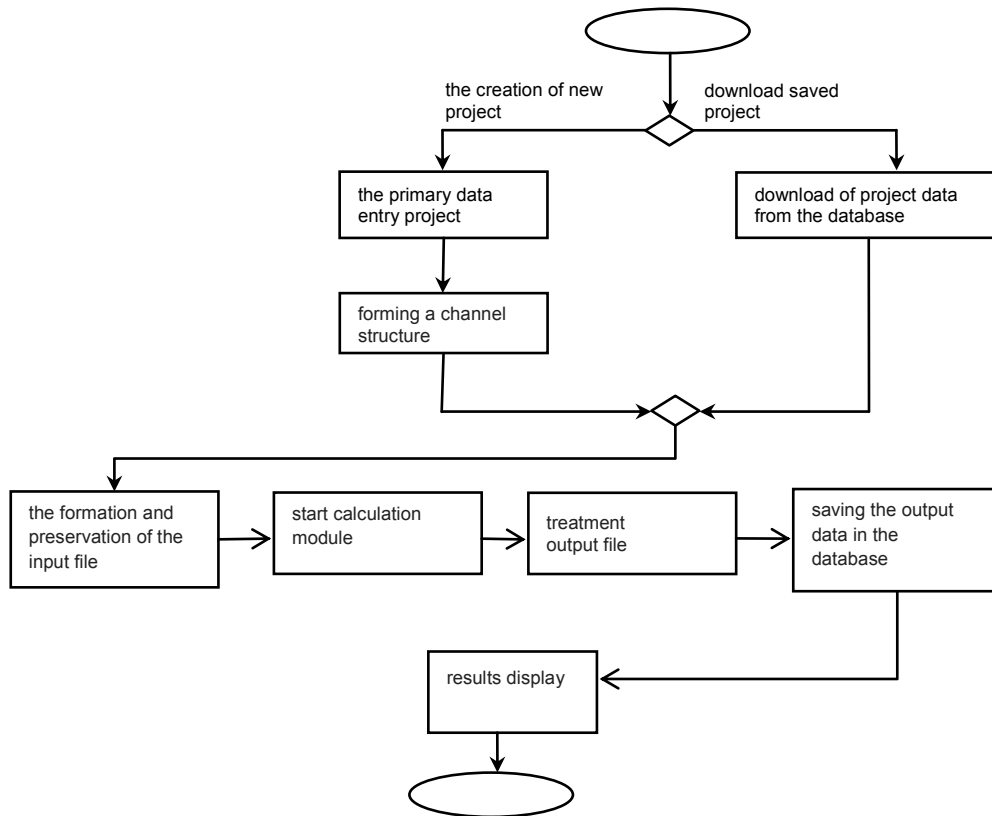 the creation of new
project
download saved
project
the primary data
entry project
download of project data
from the database
forming a channel
structure
the formation and
preservation of the
input file
start calculation
module
treatment
output file
saving the output
data in the
database
results display